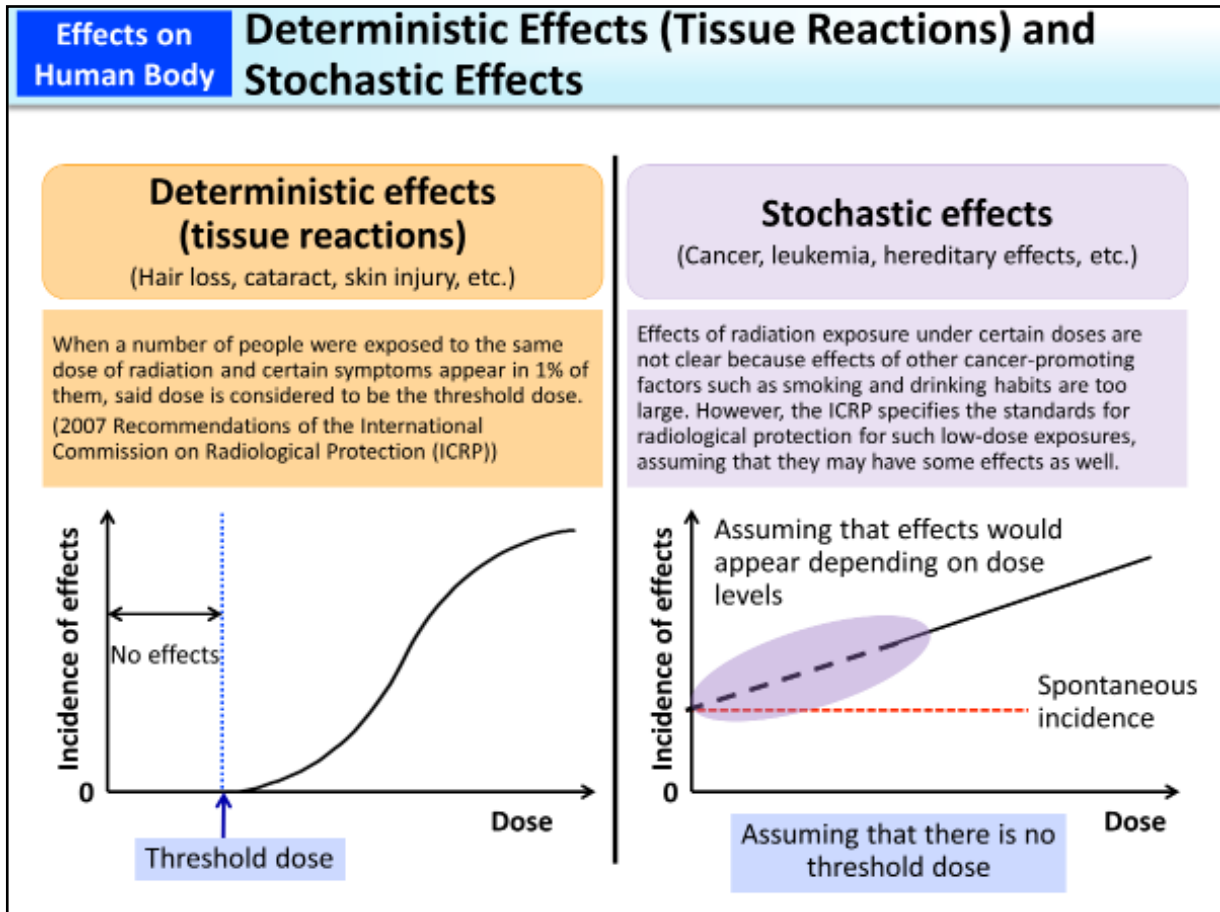 Effects on
Human Body
Deterministic Effects (Tissue Reactions) and
Stochastic Effects
Deterministic effects
(tissue reactions)
(Hair loss, cataract, skin injury, etc.)
When a number of people were exposed to the same
dose of radiation and certain symptoms appear in 1% of
them, said dose is considered to be the threshold dose.
(2007 Recommendations of the International
Commission on Radiological Protection (ICRP))
Incidence of effects
No effects
0
Dose
Threshold dose
Stochastic effects
(Cancer, leukemia, hereditary effects, etc.)
Effects of radiation exposure under certain doses are
not clear because effects of other cancer-promoting
factors such as smoking and drinking habits are too
large. However, the ICRP specifies the standards for
radiological protection for such low-dose exposures,
assuming that they may have some effects as well.
Incidence of effects
Assuming that effects would
appear depending on dose
levels
Spontaneous
incidence
0
Dose
Assuming that there is no
threshold dose